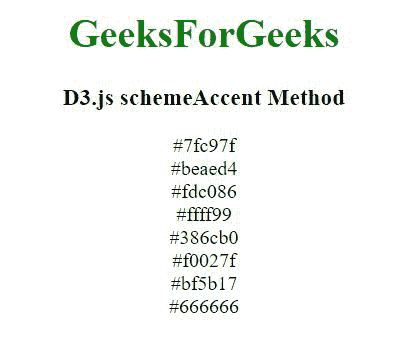 GeeksForGeeks
D3.js schemeAccent Method
#7fc97f
#beaed4
#fdc086
#ffff99
#386cb0
#f0027f
#bf5b17
#666666